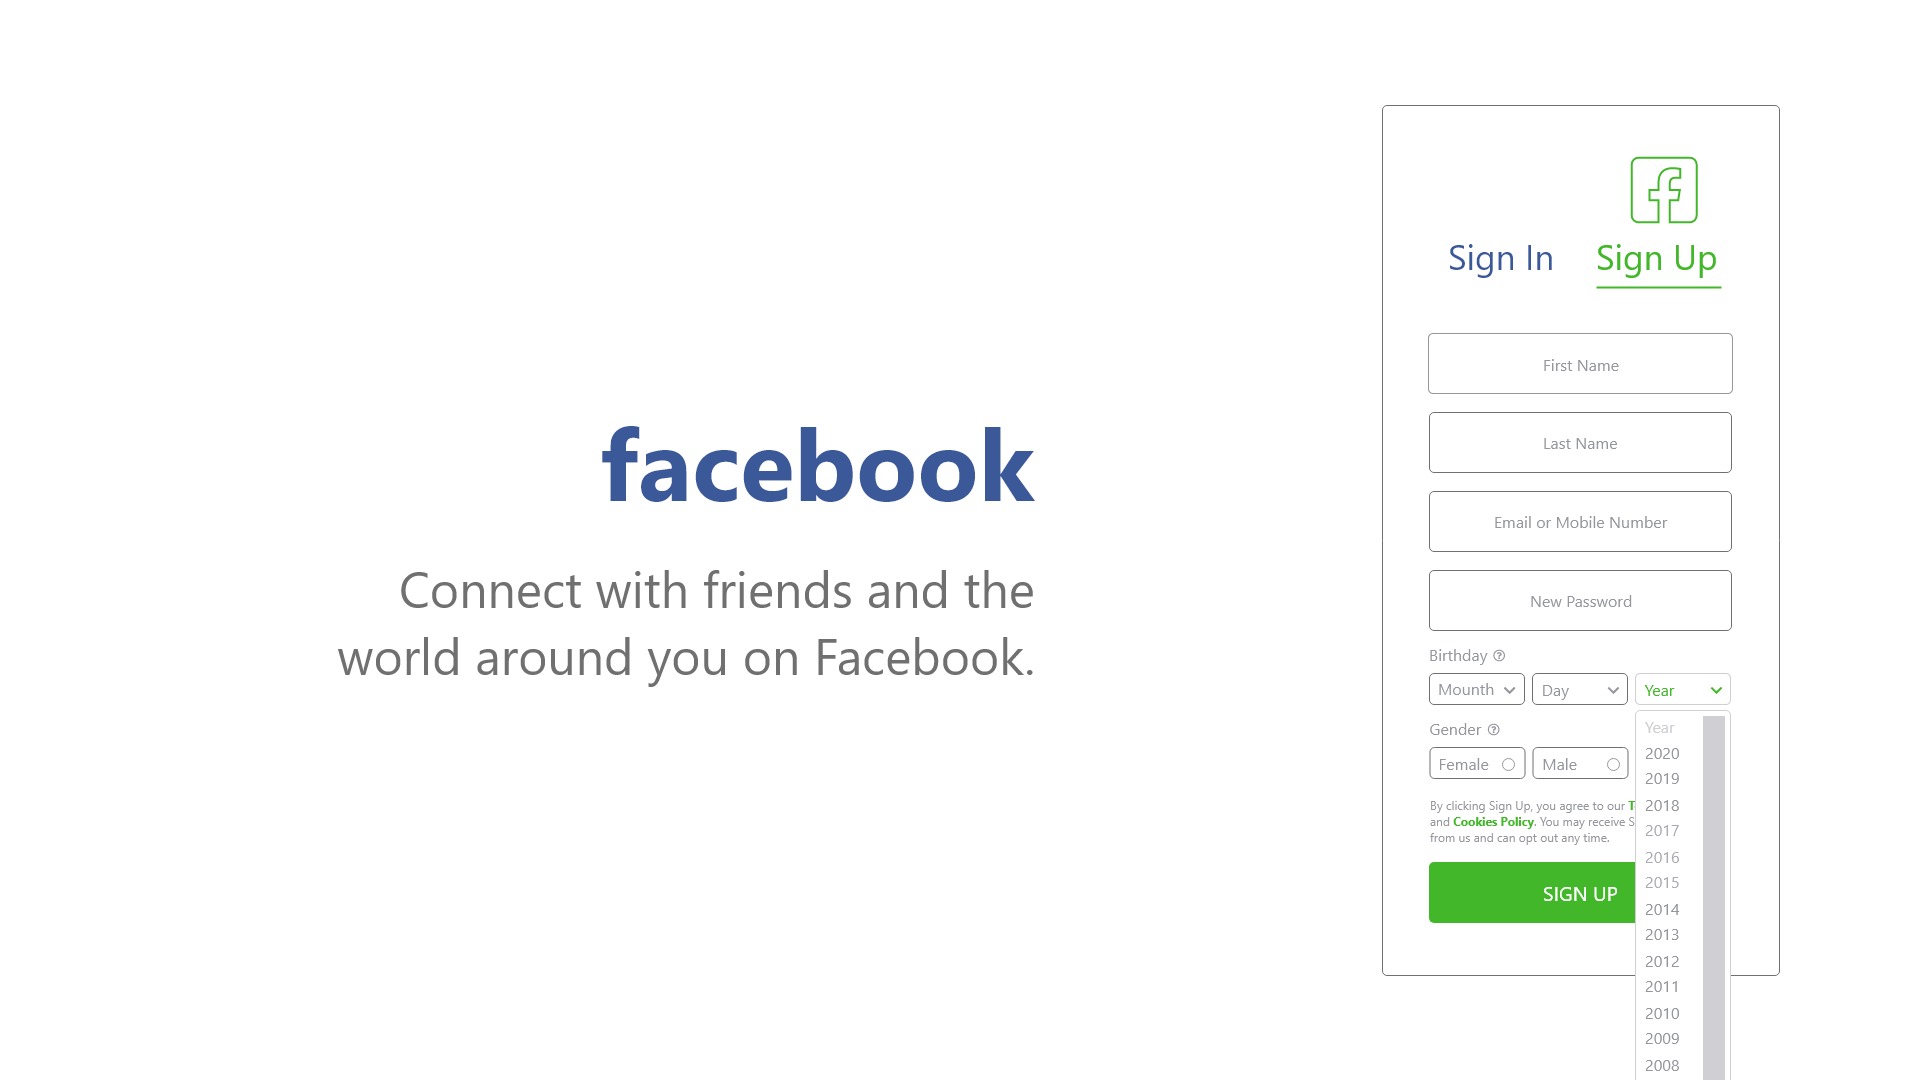 facebook
Connect with friends and the
world around you on Facebook.
Sign In
Sign Up
First Name
Last Name
Email or Mobile Number
New Password
Birthday
Mounth
Day
Year
Gender
Female
Male
By clicking Sign Up, you agree to our
and Cookies Policy. You may receive
from us and can opt out any time.
SIGN UP
Year
2020
2019
2018
2017
2016
2015
2014
2013
2012
2011
2010
2009
2008